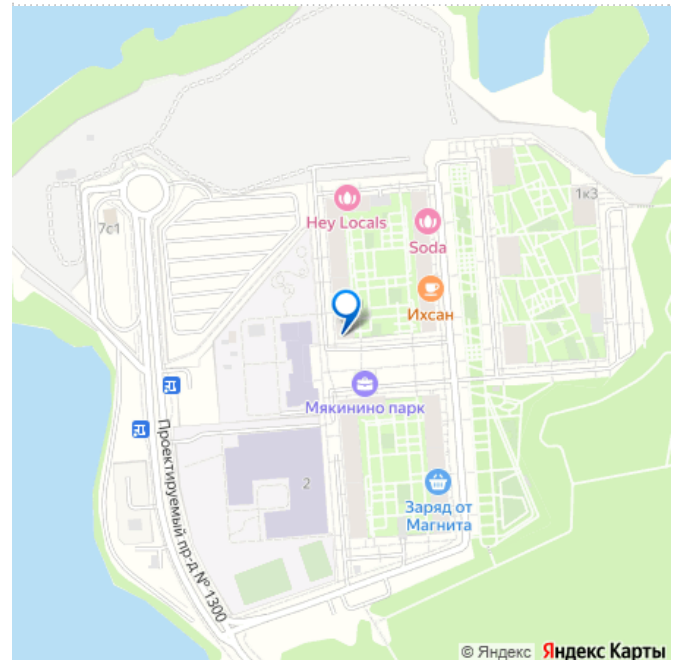 1к3
Hey Locals
7с1
Soda
Ихсан
Мякинино парк
Проектируемый пр-д № 1300
2
Заряд от
Магнита
© Яндекс Яндекс Карты